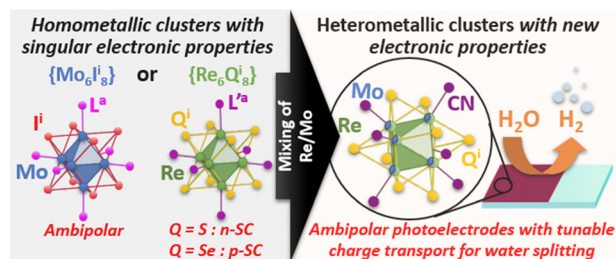 Homometallic clusters with
singular electronic properties
{Mo₆Iⁱ₈} or {Re₆Qⁱ₈}
Lᵃ
Iⁱ
Mo
Ambipolar
L'ᵃ
Qⁱ
Re
Q = S : n-SC
Q = Se : p-SC
Mixing of
Re/Mo
Heterometallic clusters with new
electronic properties
Mo
CN
Re
Qⁱ
H₂O
H₂
Ambipolar photoelectrodes with tunable
charge transport for water splitting